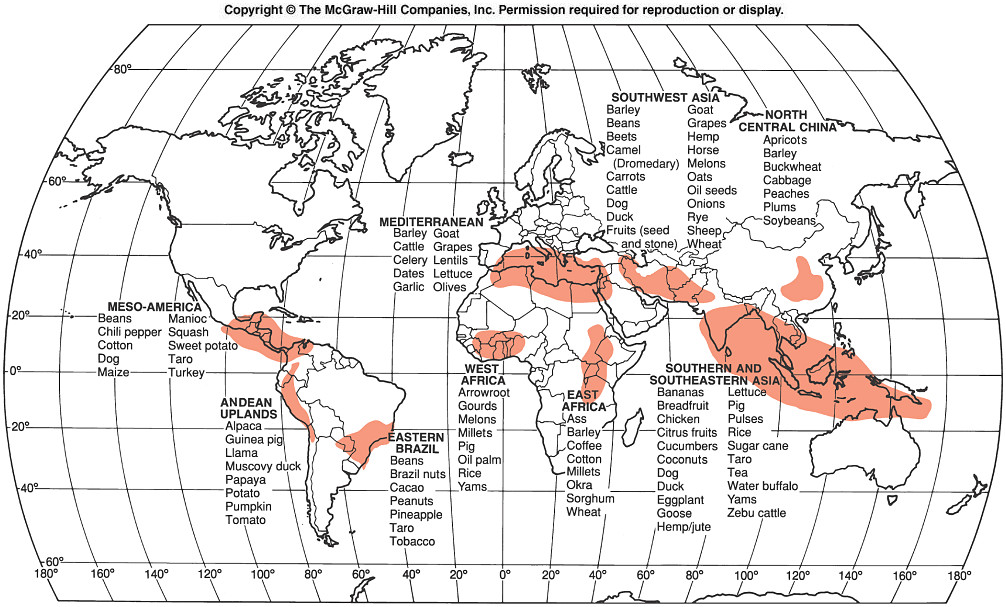 Copyright © The McGraw-Hill Companies, Inc. Permission required for reproduction or display.
80°
60°
40°
20°
0°
20°
40°
60°
SOUTHWEST ASIA
Barley Goat
Beans Grapes
Beets Hemp
Camel Horse
(Dromedary) Melons
Carrots Oats
Cattle Oil seeds
Dog Onions
Duck Rye
Fruits (seed Sheep
and stone) Wheat
NORTH
CENTRAL CHINA
Apricots
Barley
Buckwheat
Cabbage
Peaches
Plums
Soybeans
MEDITERRANEAN
Barley Goat
Cattle Grapes
Celery Lentils
Dates Lettuce
Garlic Olives
MESO-AMERICA
Beans Manioc
Chili pepper Squash
Cotton Sweet potato
Dog Taro
Maize Turkey
ANDEAN
UPLANDS
Alpaca
Guinea pig
Llama
Muscovy duck
Papaya
Potato
Pumpkin
Tomato
EASTERN
BRAZIL
Beans
Brazil nuts
Cacao
Peanuts
Pineapple
Taro
Tobacco
WEST
AFRICA
Arrowroot
Gourds
Melons
Millets
Pig
Oil palm
Rice
Yams
EAST
AFRICA
Ass
Barley
Coffee
Cotton
Millets
Okra
Sorghum
Wheat
SOUTHERN AND
SOUTHEASTERN ASIA
Bananas Lettuce
Breadfruit Pig
Chicken Pulses
Citrus fruits Rice
Cucumbers Sugar cane
Coconuts Taro
Dog Tea
Duck Water buffalo
Eggplant Yams
Goose Zebu cattle
Hemp/jute
180° 160° 140° 120° 100° 80° 60° 40° 20° 0° 20° 40° 60° 80° 100° 120° 140° 160° 180°